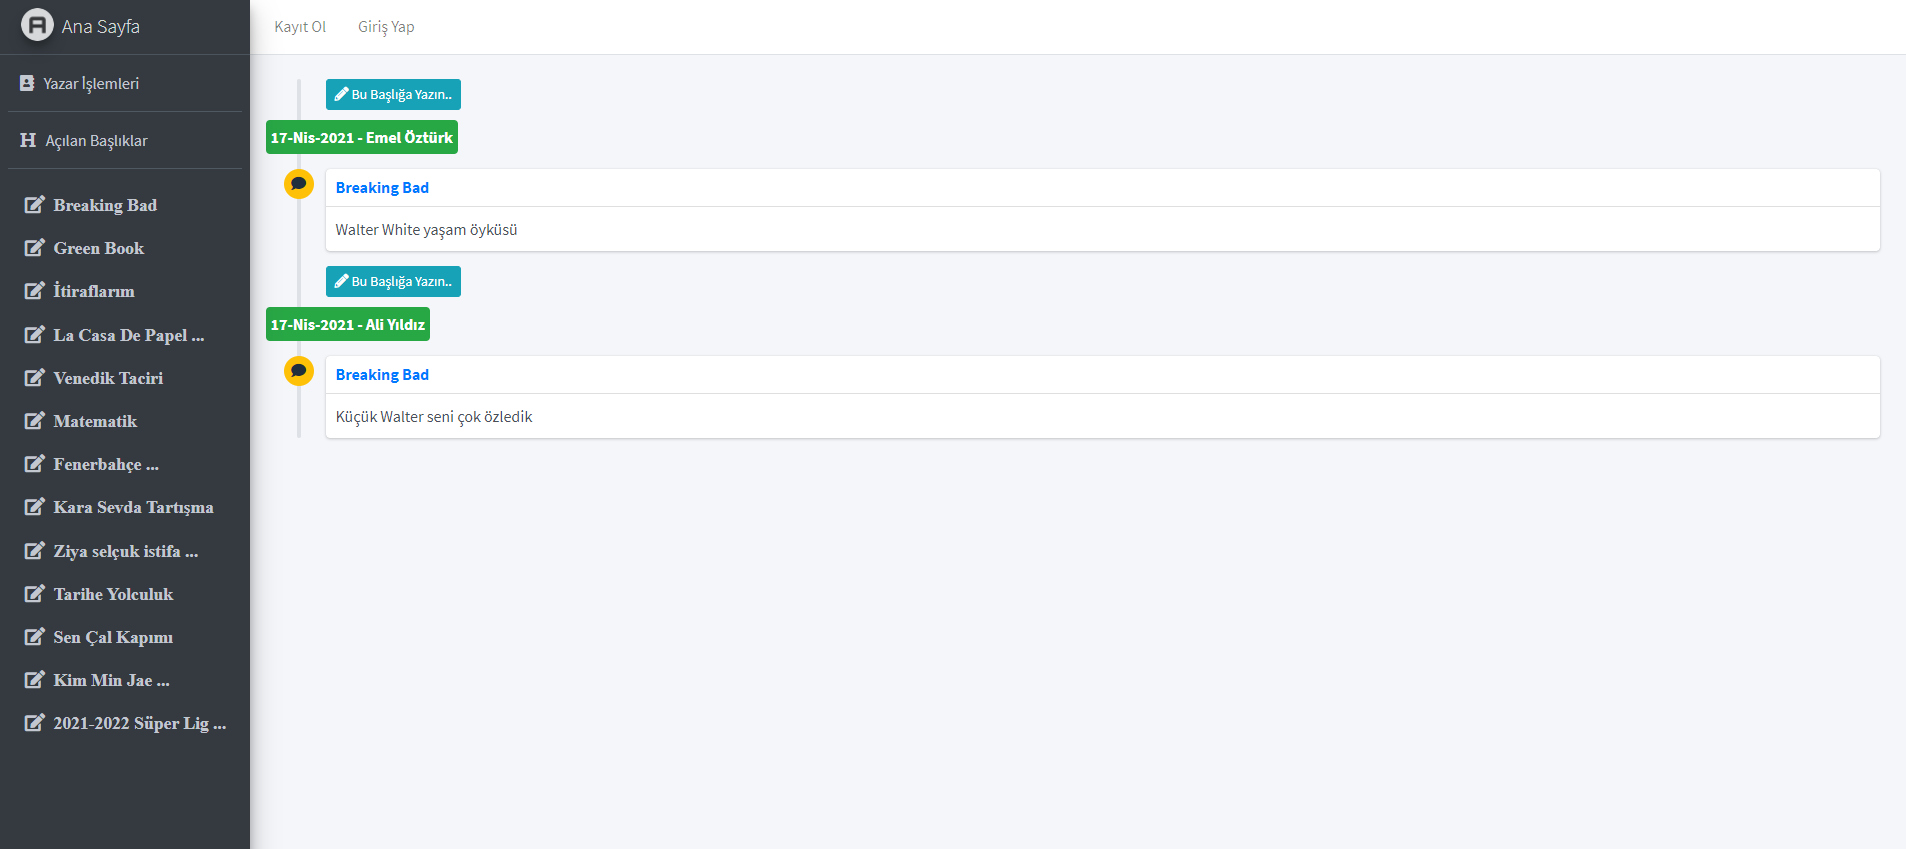 Ana Sayfa
Yazar İşlemleri
Açılan Başlıklar
Breaking Bad
Green Book
İtiraflarım
La Casa De Papel ...
Venedik Taciri
Matematik
Fenerbahçe ...
Kara Sevda Tartışma
Ziya selçuk istifa ...
Tarihe Yolculuk
Sen Çal Kapımı
Kim Min Jae ...
2021-2022 Süper Lig ...
Kayıt Ol Giriş Yap
Bu Başlığa Yazın..
17-Nis-2021 - Emel Öztürk
Breaking Bad
Walter White yaşam öyküsü
Bu Başlığa Yazın..
17-Nis-2021 - Ali Yıldız
Breaking Bad
Küçük Walter seni çok özledik